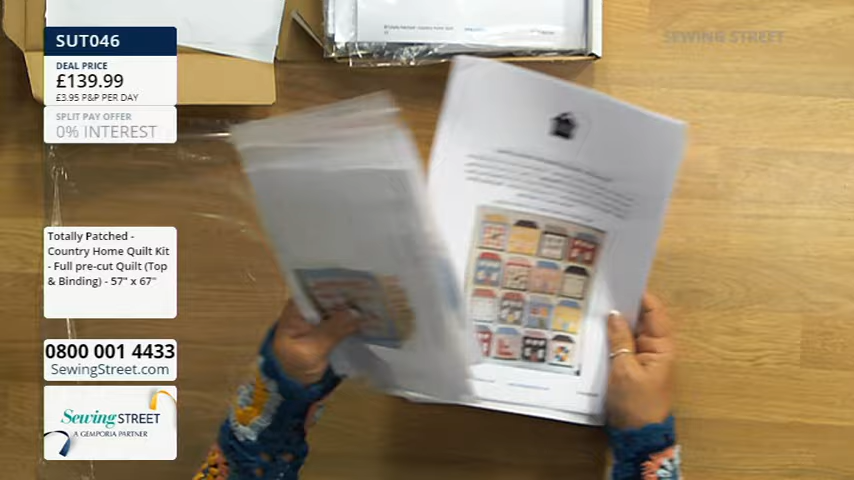 SUT046
DEAL PRICE
£139.99
£3.95 P&P PER DAY
SPLIT PAY OFFER
0% INTEREST
Totally Patched -
Country Home Quilt Kit
- Full pre-cut Quilt (Top
& Binding) - 57" x 67"
0800 001 4433
SewingStreet.com
Sewing STREET
A GEMPORIA PARTNER
SEWING STREET